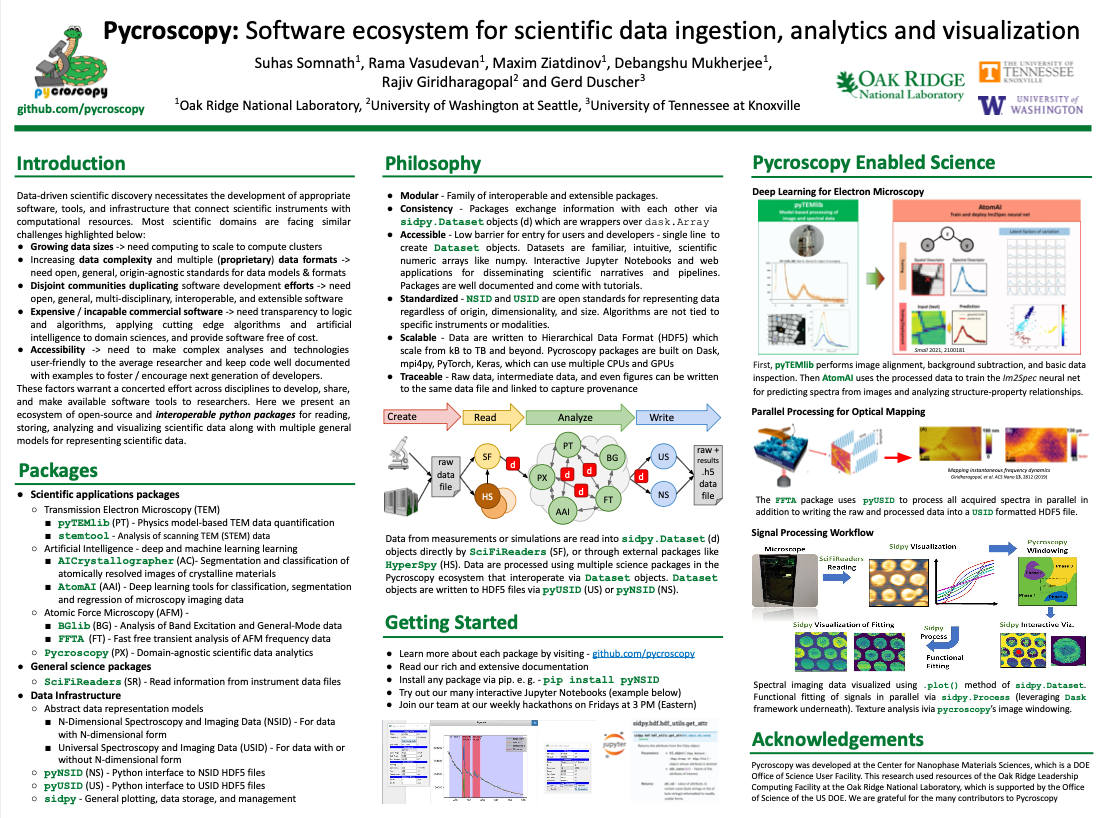 Pycroscopy: Software ecosystem for scientific data ingestion, analytics and visualization
Suhas Somnath1, Rama Vasudevan1, Maxim Ziatdinov1, Debangshu Mukherjee1,
Rajiv Giridharagopal2 and Gerd Duscher3
1Oak Ridge National Laboratory, 2University of Washington at Seattle, 3University of Tennessee at Knoxville
pycroscopy
github.com/pycroscopy
OAK RIDGE
National Laboratory
THE UNIVERSITY OF
TENNESSEE
KNOXVILLE
UNIVERSITY of
WASHINGTON
Introduction
Data-driven scientific discovery necessitates the development of appropriate
software, tools, and infrastructure that connect scientific instruments with
computational resources. Most scientific domains are facing similar
challenges highlighted below:
● Growing data sizes -> need computing to scale to compute clusters
● Increasing data complexity and multiple (proprietary) data formats ->
need open, general, origin-agnostic standards for data models & formats
● Disjoint communities duplicating software development efforts -> need
open, general, multi-disciplinary, interoperable, and extensible software
● Expensive / incapable commercial software -> need transparency to logic
and algorithms, applying cutting edge algorithms and artificial
intelligence to domain sciences, and provide software free of cost.
● Accessibility -> need to make complex analyses and technologies
user-friendly to the average researcher and keep code well documented
with examples to foster / encourage next generation of developers.
These factors warrant a concerted effort across disciplines to develop, share,
and make available software tools to researchers. Here we present an
ecosystem of open-source and interoperable python packages for reading,
storing, analyzing and visualizing scientific data along with multiple general
models for representing scientific data.
Packages
● Scientific applications packages
○ Transmission Electron Microscopy (TEM)
■ pyTEMlib (PT) - Physics model-based TEM data quantification
■ stemtool - Analysis of scanning TEM (STEM) data
○ Artificial Intelligence - deep and machine learning learning
■ AICrystallographer (AC)- Segmentation and classification of
atomically resolved images of crystalline materials
■ AtomAI (AAI) - Deep learning tools for classification, segmentation
and regression of microscopy imaging data
○ Atomic Force Microscopy (AFM) -
■ BGlib (BG) - Analysis of Band Excitation and General-Mode data
■ FFTA (FT) - Fast free transient analysis of AFM frequency data
○ Pycroscopy (PX) - Domain-agnostic scientific data analytics
● General science packages
○ SciFiReaders (SR) - Read information from instrument data files
● Data Infrastructure
○ Abstract data representation models
■ N-Dimensional Spectroscopy and Imaging Data (NSID) - For data
with N-dimensional form
■ Universal Spectroscopy and Imaging Data (USID) - For data with or
without N-dimensional form
○ pyNSID (NS) - Python interface to NSID HDF5 files
○ pyUSID (US) - Python interface to USID HDF5 files
○ sidpy - General plotting, data storage, and management
Philosophy
● Modular - Family of interoperable and extensible packages.
● Consistency - Packages exchange information with each other via
sidpy.Dataset objects (d) which are wrappers over dask.Array
● Accessible - Low barrier for entry for users and developers - single line to
create Dataset objects. Datasets are familiar, intuitive, scientific
numeric arrays like numpy. Interactive Jupyter Notebooks and web
applications for disseminating scientific narratives and pipelines.
Packages are well documented and come with tutorials.
● Standardized - NSID and USID are open standards for representing data
regardless of origin, dimensionality, and size. Algorithms are not tied to
specific instruments or modalities.
● Scalable - Data are written to Hierarchical Data Format (HDF5) which
scale from kB to TB and beyond. Pycroscopy packages are built on Dask,
mpi4py, PyTorch, Keras, which can use multiple CPUs and GPUs
● Traceable - Raw data, intermediate data, and even figures can be written
to the same data file and linked to capture provenance
Create Read Analyze Write
raw
data
file
SF
HS
d
PT
BG
PX
d
d
d
FT
AAI
d
US
NS
raw +
results
.h5
data
file
Data from measurements or simulations are read into sidpy.Dataset (d)
objects directly by SciFiReaders (SF), or through external packages like
HyperSpy (HS). Data are processed using multiple science packages in the
Pycroscopy ecosystem that interoperate via Dataset objects. Dataset
objects are written to HDF5 files via pyUSID (US) or pyNSID (NS).
Getting Started
● Learn more about each package by visiting - github.com/pycroscopy
● Read our rich and extensive documentation
● Install any package via pip. e. g. - pip install pyNSID
● Try out our many interactive Jupyter Notebooks (example below)
● Join our team at our weekly hackathons on Fridays at 3 PM (Eastern)
jupyter
sidpy.hdf.hdf_utils.get_attr
Pycroscopy Enabled Science
Deep Learning for Electron Microscopy
pyTEMlib
Model-based processing of
image and spectral data
AtomAI
Train and deploy Im2Spec neural net
Latent factors of variation
Spatial Descriptor
Spectral Descriptor
Training
Input (test)
Prediction
Small 2021, 2100181
First, pyTEMlib performs image alignment, background subtraction, and basic data
inspection. Then AtomAI uses the processed data to train the Im2Spec neural net
for predicting spectra from images and analyzing structure-property relationships.
Parallel Processing for Optical Mapping
Mapping instantaneous frequency dynamics
Giridharagopal, et al. ACS Nano 13, 2812 (2019)
The FFTA package uses pyUSID to process all acquired spectra in parallel in
addition to writing the raw and processed data into a USID formatted HDF5 file.
Signal Processing Workflow
Microscope
SciFiReaders
Reading
Sidpy Visualization
Pycroscopy
Windowing
Phase 1
Phase 2
Phase 3
Sidpy Visualization of Fitting
Sidpy
Process
Functional
Fitting
Sidpy Interactive Viz.
Spectral imaging data visualized using .plot() method of sidpy.Dataset.
Functional fitting of signals in parallel via sidpy.Process (leveraging Dask
framework underneath). Texture analysis via pycroscopy's image windowing.
Acknowledgements
Pycroscopy was developed at the Center for Nanophase Materials Sciences, which is a DOE
Office of Science User Facility. This research used resources of the Oak Ridge Leadership
Computing Facility at the Oak Ridge National Laboratory, which is supported by the Office
of Science of the US DOE. We are grateful for the many contributors to Pycroscopy